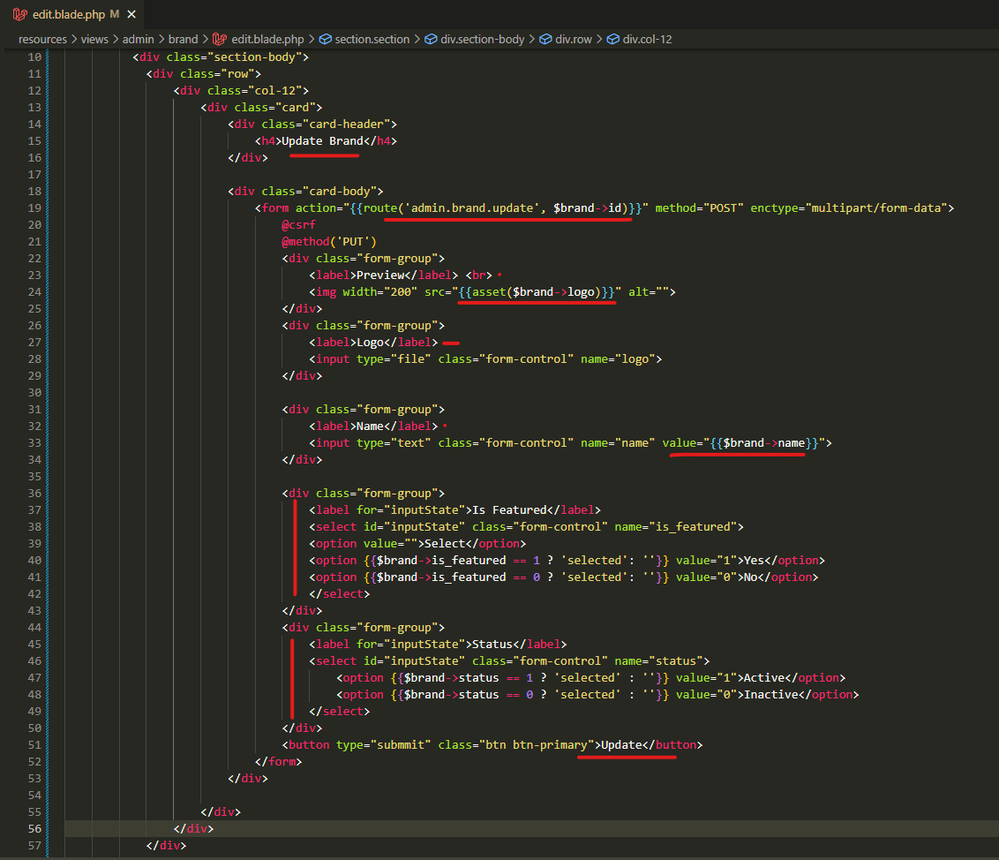 edit.blade.php M ×
resources > views > admin > brand > edit.blade.php > section.section > div.section-body > div.row > div.col-12
10 <div class="section-body">
11 <div class="row">
12 <div class="col-12">
13 <div class="card">
14 <div class="card-header">
15 <h4>Update Brand</h4>
16 </div>
17
18 <div class="card-body">
19 <form action="{{route('admin.brand.update', $brand->id)}}" method="POST" enctype="multipart/form-data">
20 @csrf
21 @method('PUT')
22 <div class="form-group">
23 <label>Preview</label> <br>
24 <img width="200" src="{{asset($brand->logo)}}" alt="">
25 </div>
26 <div class="form-group">
27 <label>Logo</label>
28 <input type="file" class="form-control" name="logo">
29 </div>
30
31 <div class="form-group">
32 <label>Name</label>
33 <input type="text" class="form-control" name="name" value="{{$brand->name}}">
34 </div>
35
36 <div class="form-group">
37 <label for="inputState">Is Featured</label>
38 <select id="inputState" class="form-control" name="is_featured">
39 <option value="">Select</option>
40 <option {{$brand->is_featured == 1 ? 'selected': ''}} value="1">Yes</option>
41 <option {{$brand->is_featured == 0 ? 'selected': ''}} value="0">No</option>
42 </select>
43 </div>
44 <div class="form-group">
45 <label for="inputState">Status</label>
46 <select id="inputState" class="form-control" name="status">
47 <option {{$brand->status == 1 ? 'selected' : ''}} value="1">Active</option>
48 <option {{$brand->status == 0 ? 'selected' : ''}} value="0">Inactive</option>
49 </select>
50 </div>
51 <button type="submmit" class="btn btn-primary">Update</button>
52 </form>
53 </div>
54
55 </div>
56 </div>
57 </div>